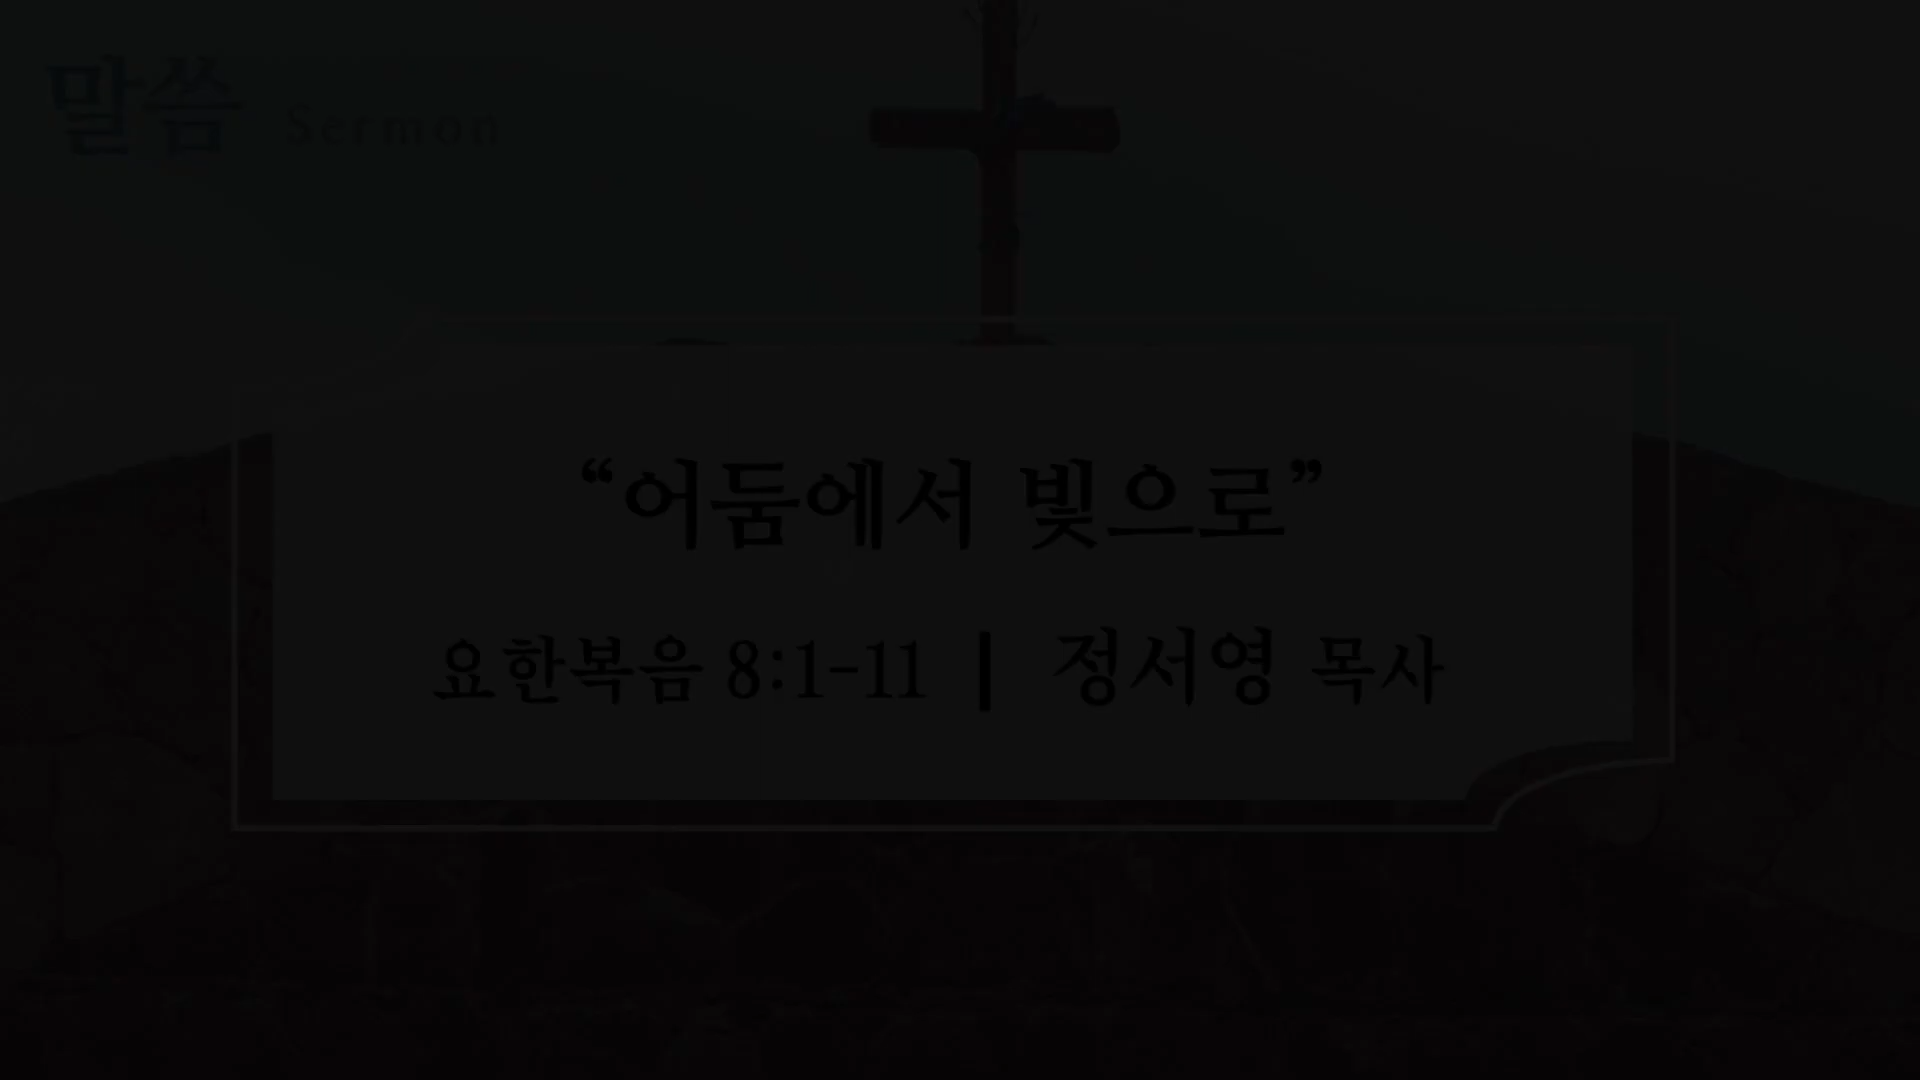 말씀 Sermon
“어둠에서 빛으로”
요한복음 8:1-11 | 정서영 목사